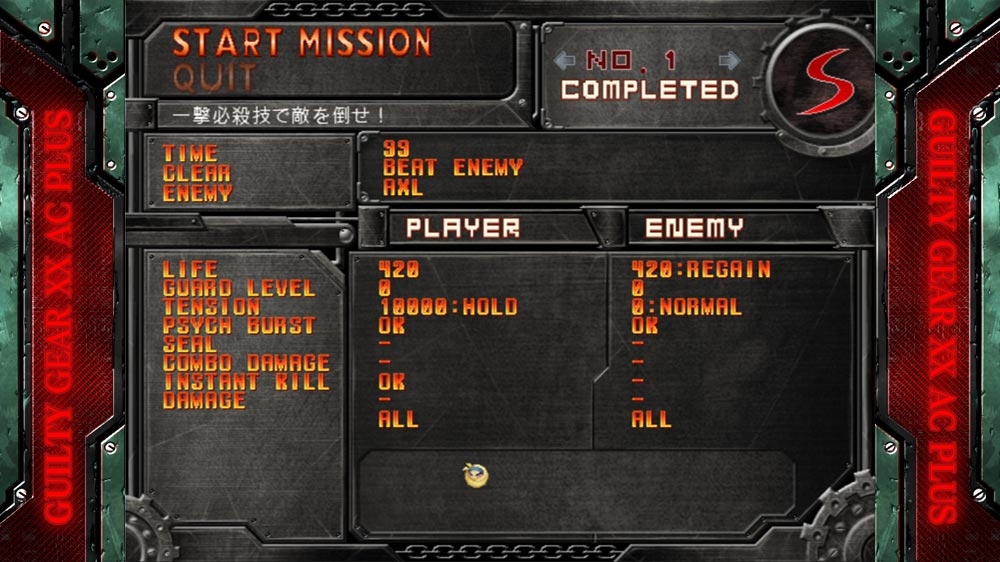 START MISSION
QUIT
一撃必殺技で敵を倒せ！
NO. 1
COMPLETED
S
TIME 99
CLEAR BEAT ENEMY
ENEMY AXL
PLAYER ENEMY
LIFE 420 420:REGAIN
GUARD LEVEL 0 0
TENSION 10000:HOLD 0:NORMAL
PSYCH BURST OK OK
SEAL - -
COMBO DAMAGE - -
INSTANT KILL OK -
DAMAGE - -
ALL ALL
GUILTY GEAR XX AC PLUS
GUILTY GEAR XX AC PLUS